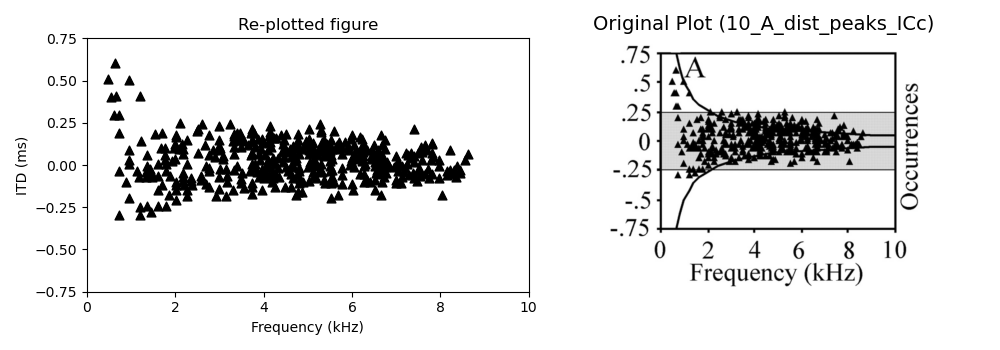 Re-plotted figure
0.75
0.50
0.25
0.00
−0.25
−0.50
−0.75
ITD (ms)
0 2 4 6 8 10
Frequency (kHz)
Original Plot (10_A_dist_peaks_ICc)
A
.75
.5
.25
0
-.25
-.5
-.75
0 2 4 6 8 10
Frequency (kHz)
Occurrences